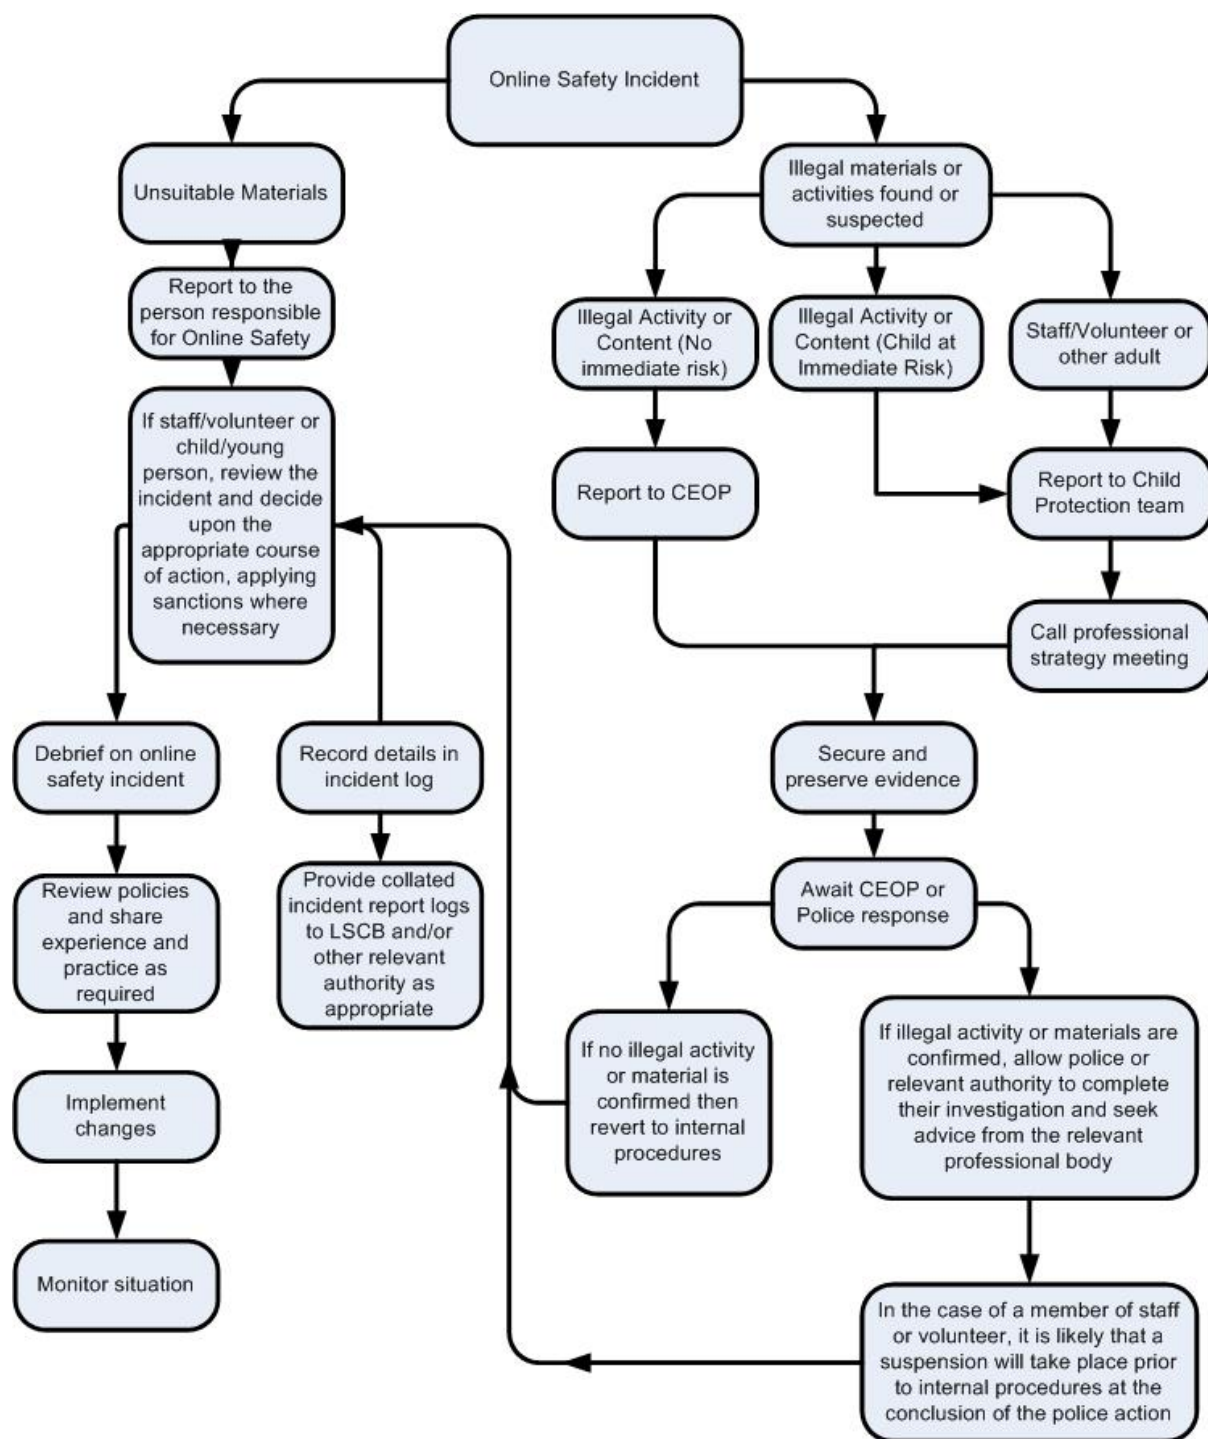 Online Safety Incident
Unsuitable Materials
Illegal materials or
activities found or
suspected
Report to the
person responsible
for Online Safety
Illegal Activity or
Content (No
immediate risk)
Illegal Activity or
Content (Child at
Immediate Risk)
Staff/Volunteer or
other adult
If staff/volunteer or
child/young
person, review the
incident and decide
upon the
appropriate course
of action, applying
sanctions where
necessary
Report to CEOP
Report to Child
Protection team
Call professional
strategy meeting
Debrief on online
safety incident
Record details in
incident log
Secure and
preserve evidence
Review policies
and share
experience and
practice as
required
Provide collated
incident report logs
to LSCB and/or
other relevant
authority as
appropriate
Await CEOP or
Police response
If no illegal activity
or material is
confirmed then
revert to internal
procedures
If illegal activity or materials are
confirmed, allow police or
relevant authority to complete
their investigation and seek
advice from the relevant
professional body
Implement
changes
Monitor situation
In the case of a member of staff
or volunteer, it is likely that a
suspension will take place prior
to internal procedures at the
conclusion of the police action